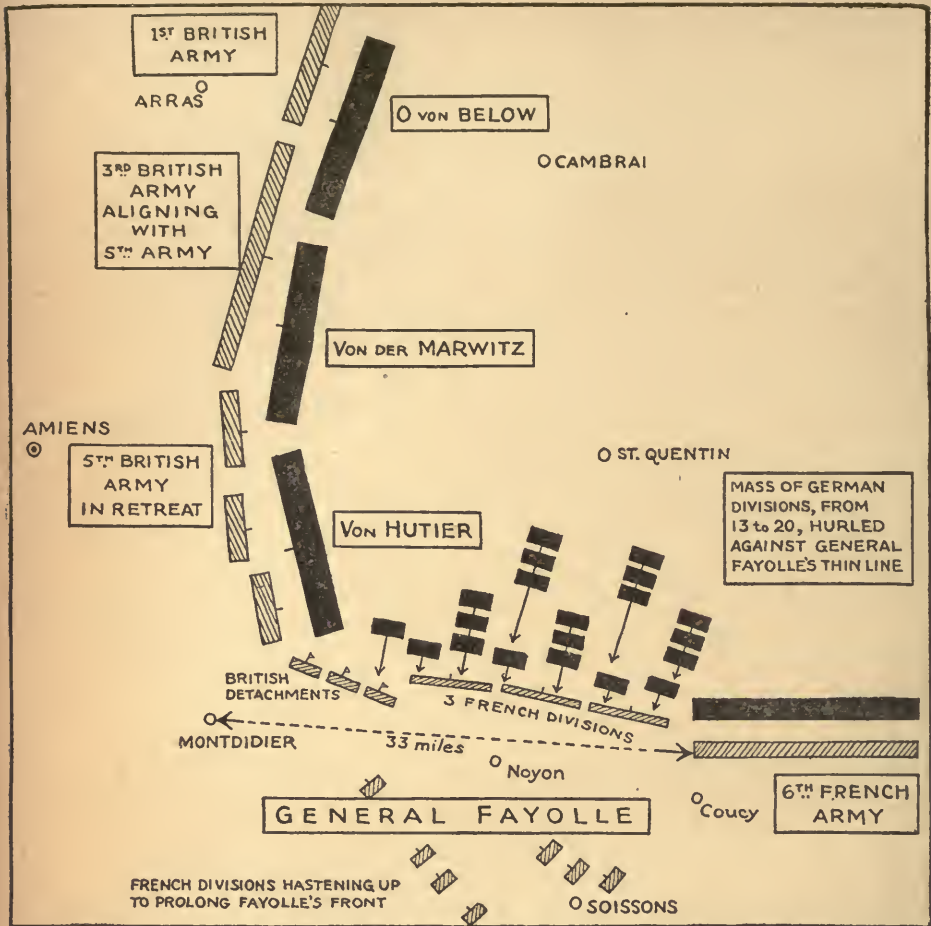 1ST BRITISH
ARMY
ARRAS
O VON BELOW
CAMBRAI
3RD BRITISH
ARMY
ALIGNING
WITH
5TH ARMY
VON DER MARWITZ
AMIENS
5TH BRITISH
ARMY
IN RETREAT
ST. QUENTIN
VON HUTIER
MASS OF GERMAN
DIVISIONS, FROM
13 to 20, HURLED
AGAINST GENERAL
FAYOLLE'S THIN LINE
BRITISH
DETACHMENTS
3 FRENCH DIVISIONS
MONTDIDIER
33 miles
Noyon
GENERAL FAYOLLE
Coucy
6TH FRENCH
ARMY
FRENCH DIVISIONS HASTENING UP
TO PROLONG FAYOLLE'S FRONT
SOISSONS